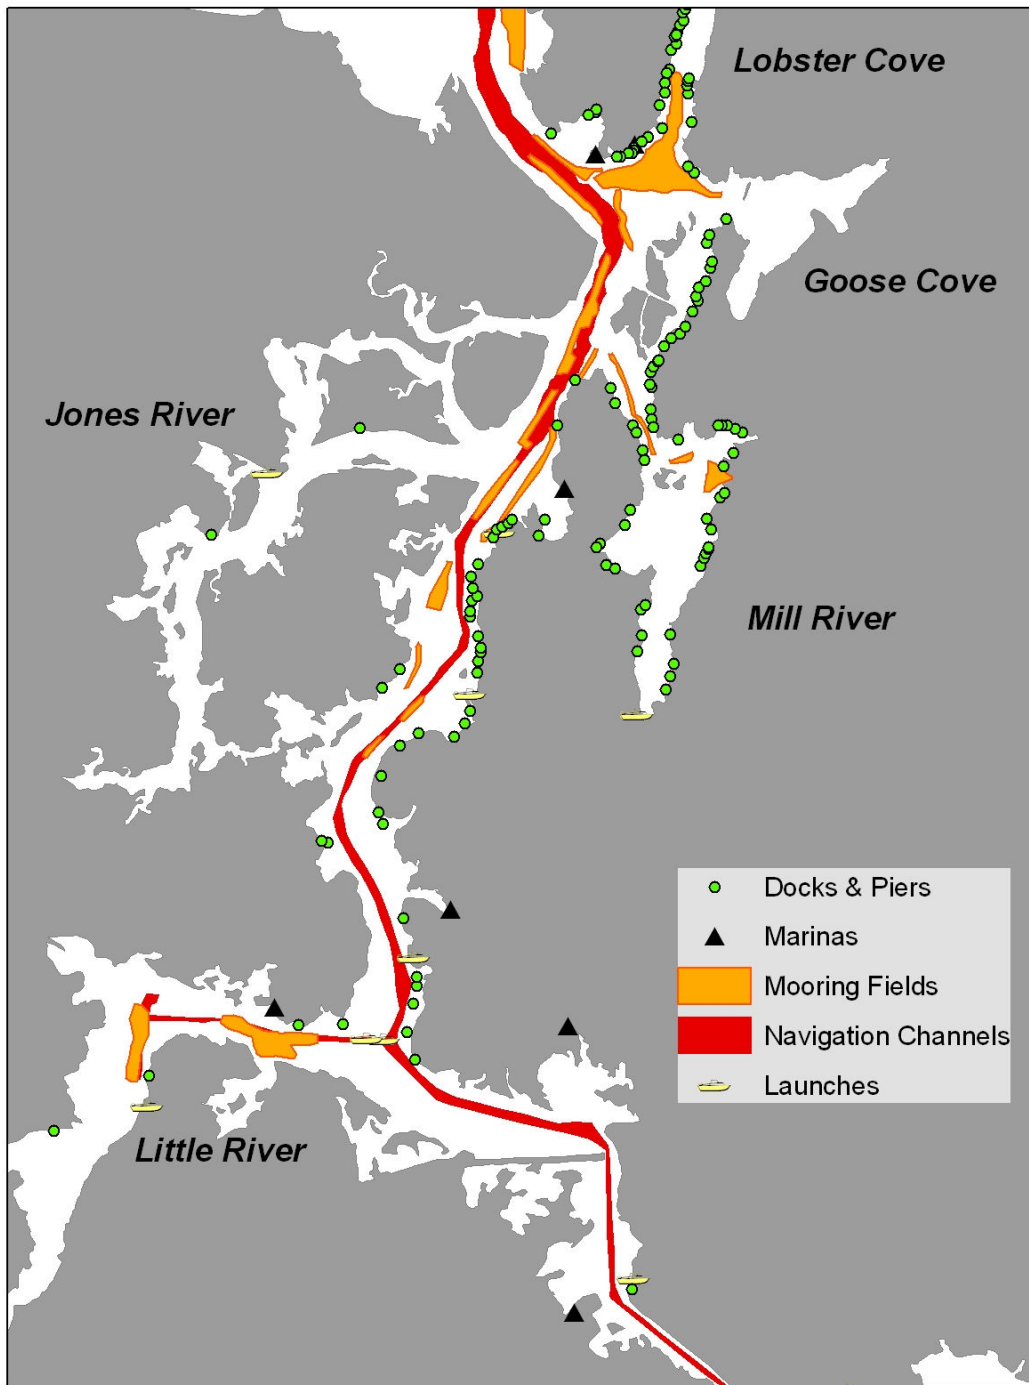 Lobster Cove
Goose Cove
Jones River
Mill River
Docks & Piers
Marinas
Mooring Fields
Navigation Channels
Launches
Little River